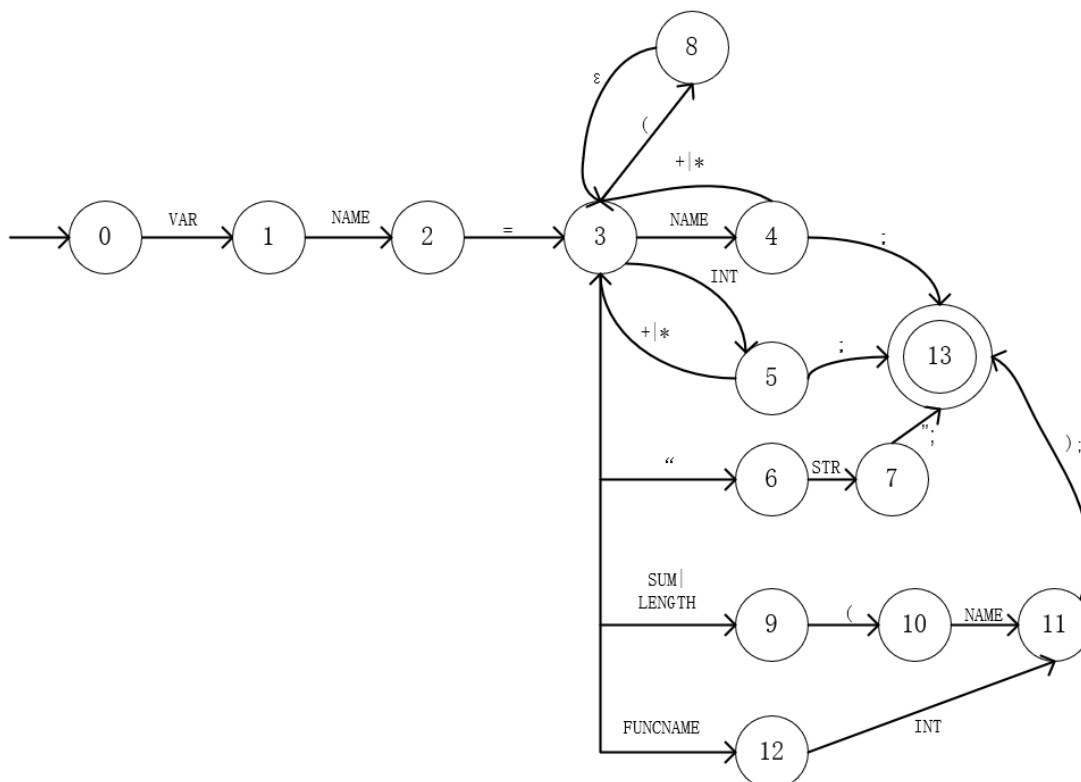 8
ε
(
+|*
VAR
NAME
0
1
2
=
3
NAME
4
;
INT
+|*
;
5
13
“
6
STR
7
”;
);
SUM|
LENGTH
9
(
10
NAME
11
FUNCNAME
12
INT